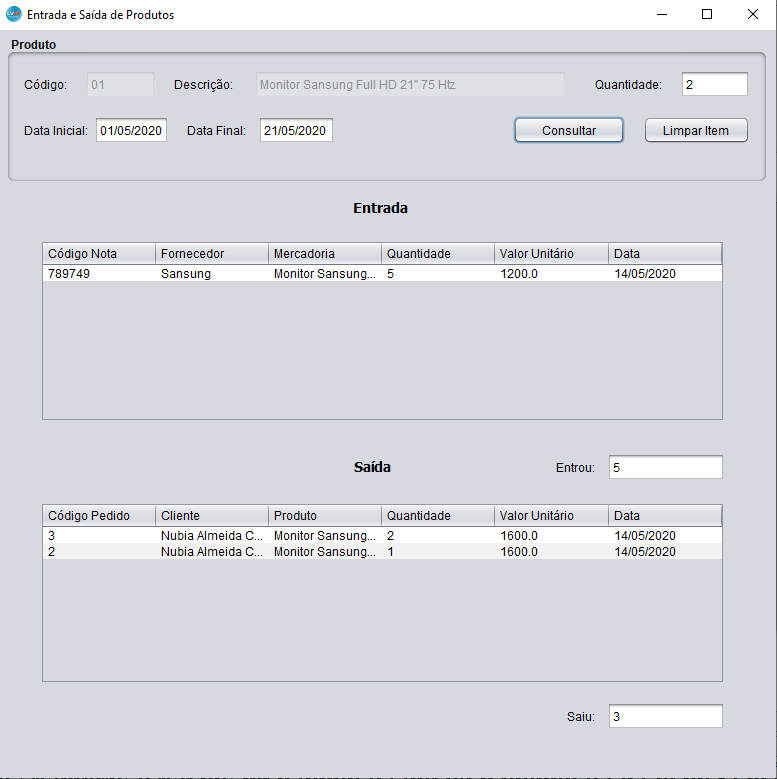 Entrada e Saída de Produtos
Produto
Código: 01 Descrição: Monitor Sansung Full HD 21" 75 Htz Quantidade: 2
Data Inicial: 01/05/2020 Data Final: 21/05/2020 Consultar Limpar Item
Entrada
Código Nota Fornecedor Mercadoria Quantidade Valor Unitário Data
789749 Sansung Monitor Sansung... 5 1200.0 14/05/2020
Saída Entrou: 5
Código Pedido Cliente Produto Quantidade Valor Unitário Data
3 Nubia Almeida C... Monitor Sansung... 2 1600.0 14/05/2020
2 Nubia Almeida C... Monitor Sansung... 1 1600.0 14/05/2020
Saiu: 3